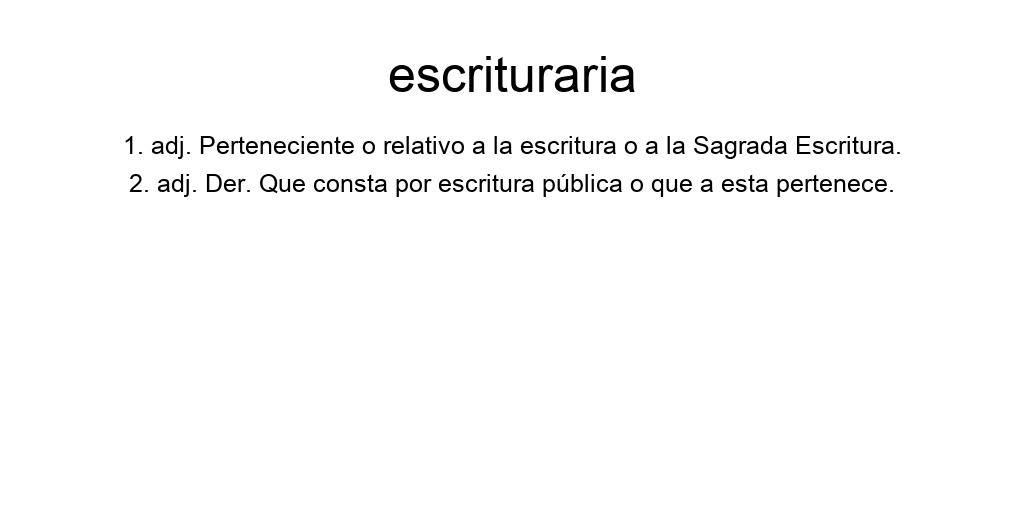 escrituraria
1. adj. Perteneciente o relativo a la escritura o a la Sagrada Escritura.
2. adj. Der. Que consta por escritura pública o que a esta pertenece.